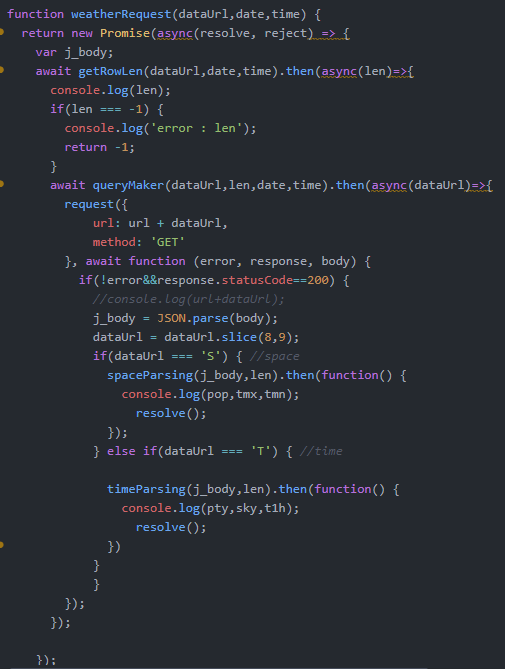 function weatherRequest(dataUrl,date,time) {
  return new Promise(async(resolve, reject) => {
    var j_body;
    await getRowLen(dataUrl,date,time).then(async(len)=>{
      console.log(len);
      if(len === -1) {
        console.log('error : len');
        return -1;
      }
      await queryMaker(dataUrl,len,date,time).then(async(dataUrl)=>{
        request({
            url: url + dataUrl,
            method: 'GET'
        }, await function (error, response, body) {
          if(!error&&response.statusCode==200) {
            //console.log(url+dataUrl);
            j_body = JSON.parse(body);
            dataUrl = dataUrl.slice(8,9);
            if(dataUrl === 'S') { //space
              spaceParsing(j_body,len).then(function() {
                console.log(pop,tmx,tmn);
                  resolve();
              });
            } else if(dataUrl === 'T') { //time
              timeParsing(j_body,len).then(function() {
                console.log(pty,sky,t1h);
                  resolve();
              })
            }
            }
        });
      });
    });